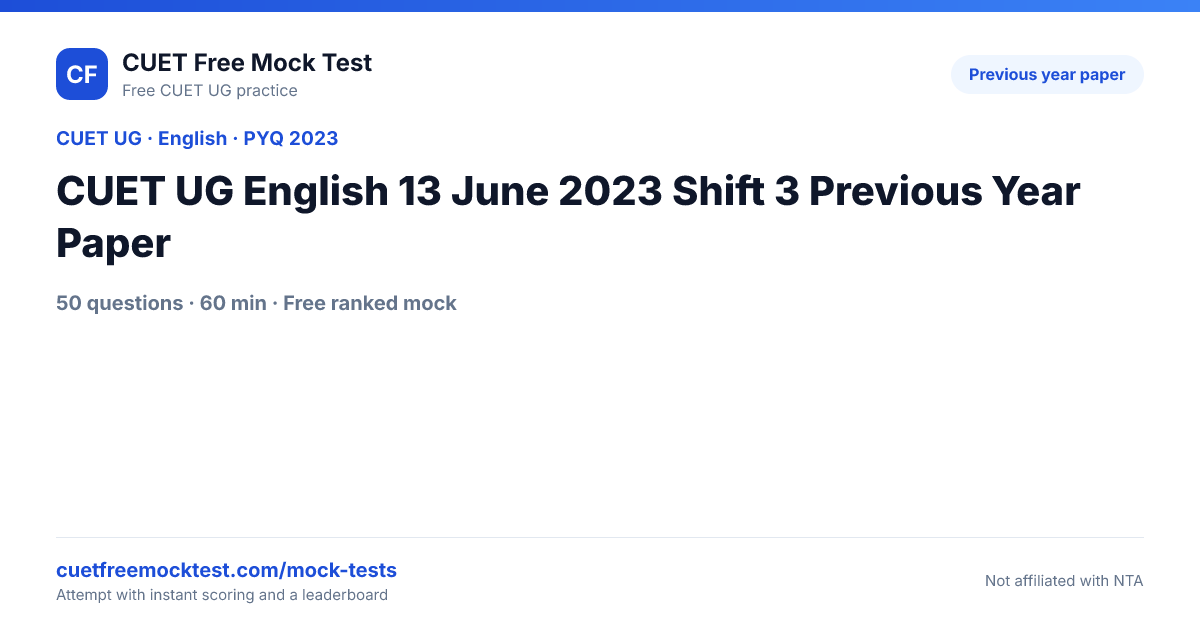 CF
CUET Free Mock Test
Free CUET UG practice
Previous year paper
CUET UG · English · PYQ 2023
CUET UG English 13 June 2023 Shift 3 Previous Year
Paper
50 questions · 60 min · Free ranked mock
cuetfreemocktest.com/mock-tests
Attempt with instant scoring and a leaderboard
Not affiliated with NTA